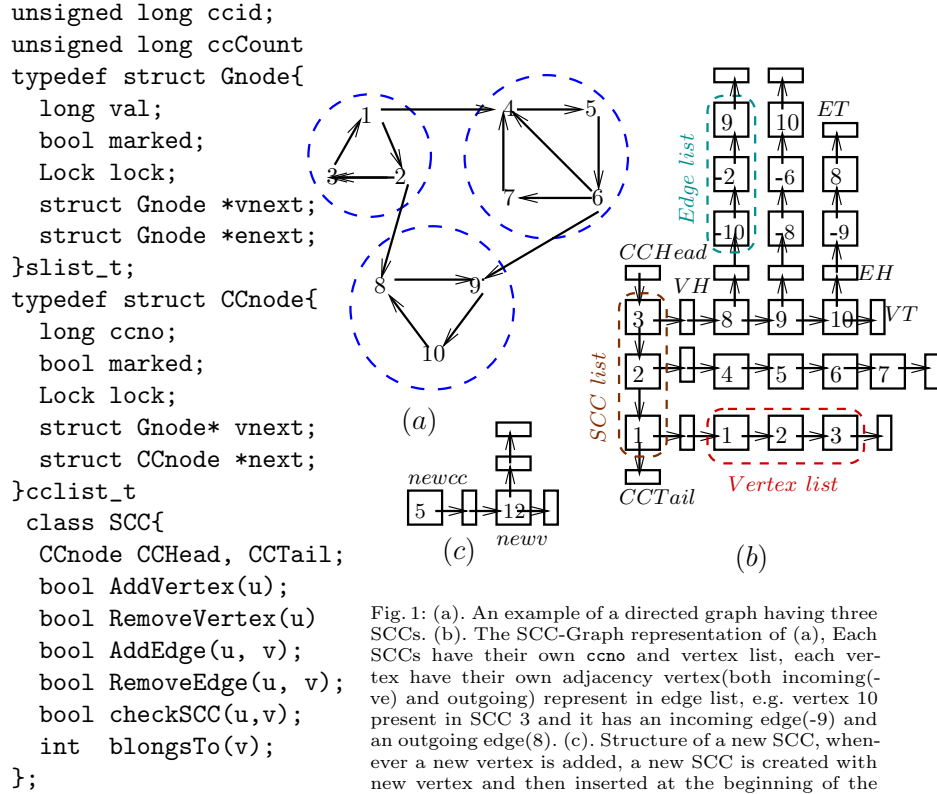 unsigned long ccid;
unsigned long ccCount
typedef struct Gnode{
long val;
bool marked;
Lock lock;
struct Gnode *vnext;
struct Gnode *enext;
}slist_t;
typedef struct CCnode{
long ccno;
bool marked;
Lock lock;
struct Gnode* vnext;
struct CCnode *next;
}cclist_t
class SCC{
CCnode CCHead, CCTail;
bool AddVertex(u);
bool RemoveVertex(u)
bool AddEdge(u, v);
bool RemoveEdge(u, v);
bool checkSCC(u,v);
int blongsTo(v);
};
1
4
5
3
2
7
6
8
9
10
(a)
newcc
5
12
newv
(c)
9
10
ET
-2
-6
8
-10
-8
-9
Edge list
CCHead
VH
EH
VT
3
8
9
10
2
4
5
6
7
1
1
2
3
SCC list
CCTail
Vertex list
(b)
Fig. 1: (a). An example of a directed graph having three
SCCs. (b). The SCC-Graph representation of (a), Each
SCCs have their own ccno and vertex list, each ver-
tex have their own adjacency vertex(both incoming(-
ve) and outgoing) represent in edge list, e.g. vertex 10
present in SCC 3 and it has an incoming edge(-9) and
an outgoing edge(8). (c). Structure of a new SCC, when-
ever a new vertex is added, a new SCC is created with
new vertex and then inserted at the beginning of the